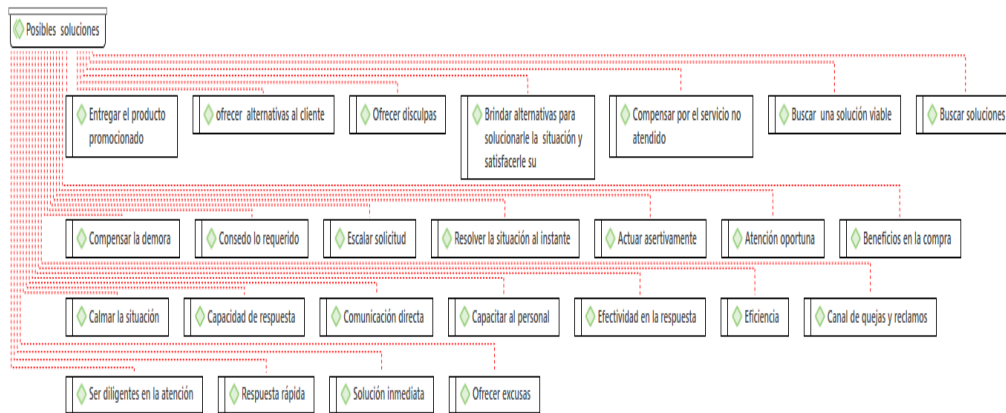 Posibles soluciones
Entregar el producto
promocionado
ofrecer alternativas al cliente
Ofrecer disculpas
Brindar alternativas para
solucionarle la situación y
satisfacerle su
Compensar por el servicio no
atendido
Buscar una solución viable
Buscar soluciones
Compensar la demora
Consedo lo requerido
Escalar solicitud
Resolver la situación al instante
Actuar asertivamente
Atención oportuna
Beneficios en la compra
Calmar la situación
Capacidad de respuesta
Comunicación directa
Capacitar al personal
Efectividad en la respuesta
Eficiencia
Canal de quejas y reclamos
Ser diligentes en la atención
Respuesta rápida
Solución inmediata
Ofrecer excusas